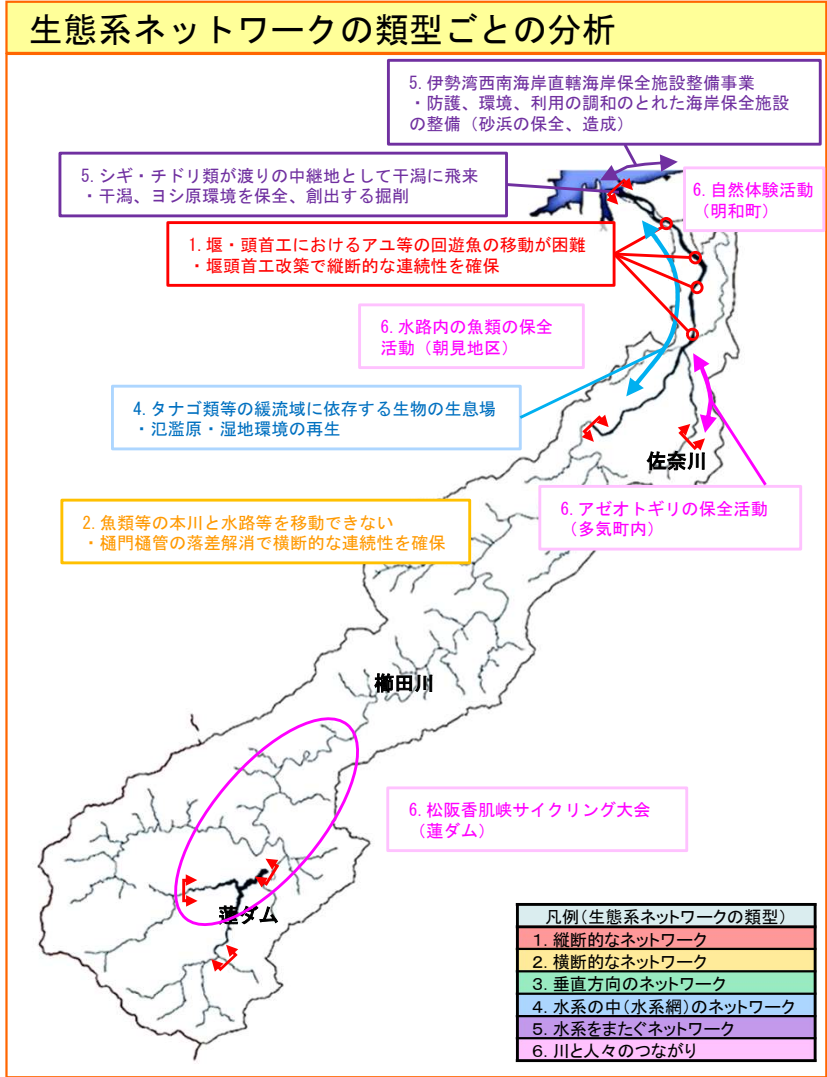 生態系ネットワークの類型ごとの分析
5. 伊勢湾西南海岸直轄海岸保全施設整備事業
・防護、環境、利用の調和のとれた海岸保全施設
の整備（砂浜の保全、造成）
5. シギ・チドリ類が渡りの中継地として干潟に飛来
・干潟、ヨシ原環境を保全、創出する掘削
6. 自然体験活動
（明和町）
1. 堰・頭首工におけるアユ等の回遊魚の移動が困難
・堰頭首工改築で縦断的な連続性を確保
6. 水路内の魚類の保全
活動（朝見地区）
4. タナゴ類等の緩流域に依存する生物の生息場
・氾濫原・湿地環境の再生
佐奈川
6. アゼオトギリの保全活動
（多気町内）
2. 魚類等の本川と水路等を移動できない
・樋門樋管の落差解消で横断的な連続性を確保
櫛田川
6. 松阪香肌峡サイクリング大会
（蓮ダム）
蓮ダム
凡例(生態系ネットワークの類型)
1. 縦断的なネットワーク
2. 横断的なネットワーク
3. 垂直方向のネットワーク
4. 水系の中(水系網)のネットワーク
5. 水系をまたぐネットワーク
6. 川と人々のつながり